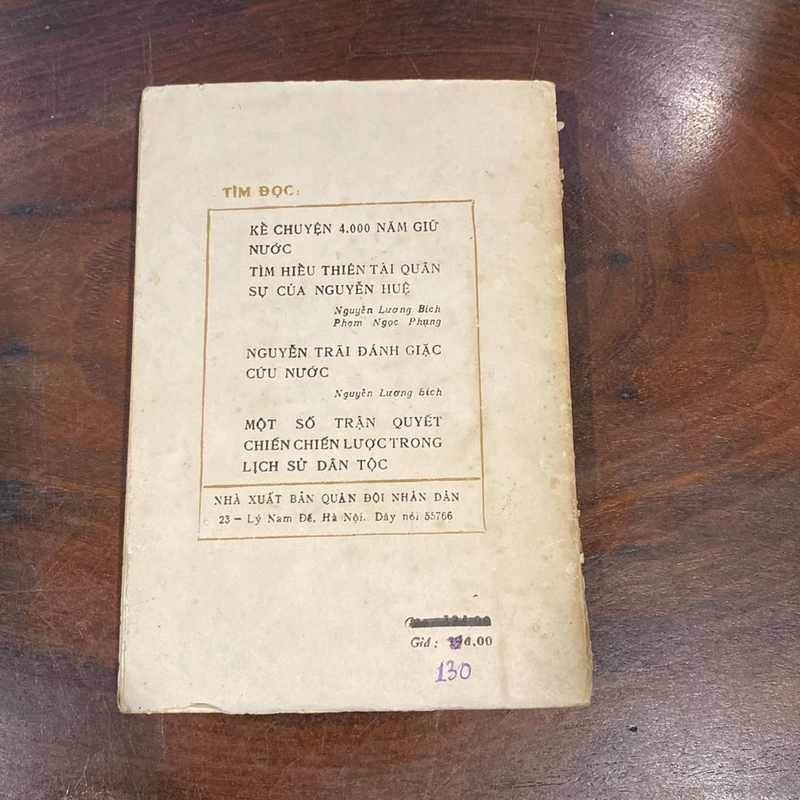 TÌM ĐỌC:
KỂ CHUYỆN 4.000 NĂM GIỮ
NƯỚC
TÌM HIỂU THIÊN TÀI QUÂN
SỰ CỦA NGUYỄN HUỆ
Nguyễn Lương Bích
Phạm Ngọc Phụng
NGUYỄN TRÃI ĐÁNH GIẶC
CỨU NƯỚC
Nguyễn Lương Bích
MỘT SỐ TRẬN QUYẾT
CHIẾN CHIẾN LƯỢC TRONG
LỊCH SỬ DÂN TỘC
NHÀ XUẤT BẢN QUÂN ĐỘI NHÂN DÂN
23 — Lý Nam Đế, Hà Nội. Dây nói 55766
Giá:
130